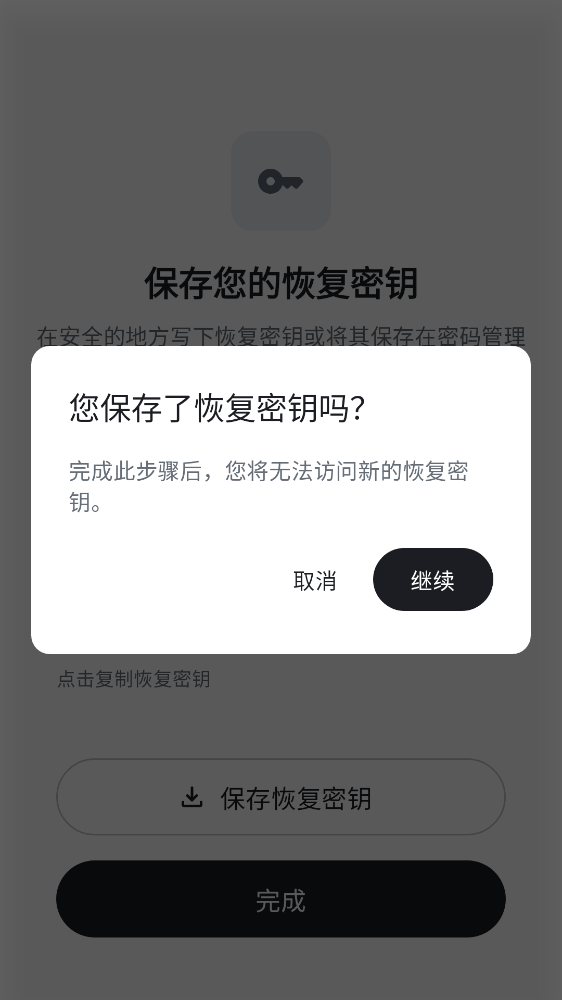 保存您的恢复密钥
在安全的地方写下恢复密钥或将其保存在密码管理
您保存了恢复密钥吗？
完成此步骤后，您将无法访问新的恢复密
钥。
取消
继续
点击复制恢复密钥
保存恢复密钥
完成